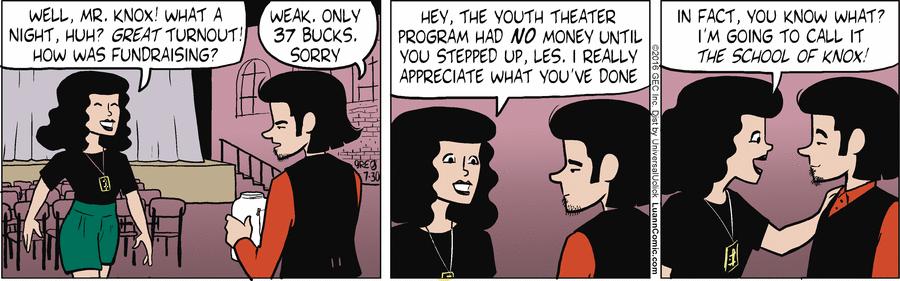 WELL, MR. KNOX! WHAT A
NIGHT, HUH? GREAT TURNOUT!
HOW WAS FUNDRAISING?
WEAK. ONLY
37 BUCKS.
SORRY
GREG
7-30
HEY, THE YOUTH THEATER
PROGRAM HAD NO MONEY UNTIL
YOU STEPPED UP, LES. I REALLY
APPRECIATE WHAT YOU'VE DONE
©2016 GEC Inc. Dist by UniversalUclick LuannComic.com
IN FACT, YOU KNOW WHAT?
I'M GOING TO CALL IT
THE SCHOOL OF KNOX!